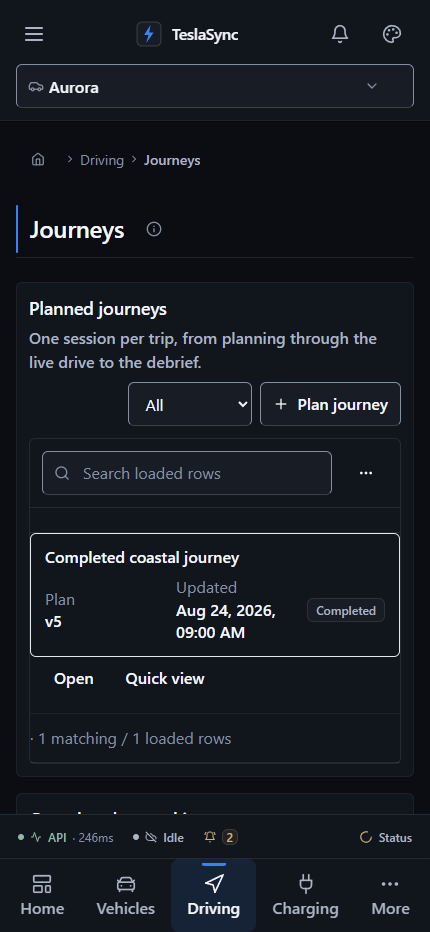 TeslaSync
Aurora
Driving
Journeys
Journeys
Planned journeys
One session per trip, from planning through the
live drive to the debrief.
All
Plan journey
Search loaded rows
Completed coastal journey
Plan
v5
Updated
Aug 24, 2026,
09:00 AM
Completed
Open
Quick view
· 1 matching / 1 loaded rows
API · 246ms
Idle
2
Status
Home
Vehicles
Driving
Charging
More